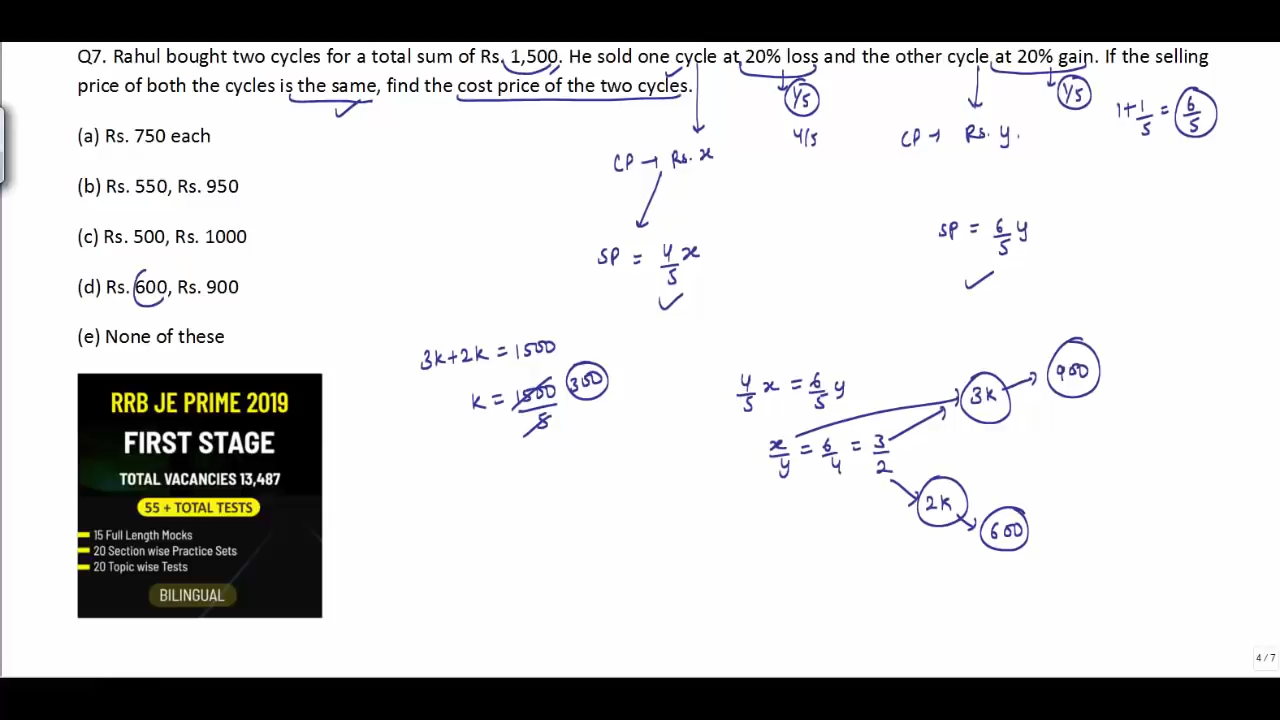 Q7. Rahul bought two cycles for a total sum of Rs. 1,500. He sold one cycle at 20% loss and the other cycle at 20% gain. If the selling
price of both the cycles is the same, find the cost price of the two cycles.
(a) Rs. 750 each
(b) Rs. 550, Rs. 950
(c) Rs. 500, Rs. 1000
(d) Rs. 600, Rs. 900
(e) None of these
1/5
4/5
1/5
1+1/5 = 6/5
CP → Rs. x
CP → Rs. y.
SP = 4/5 x
SP = 6/5 y
3k+2k = 1500
k = 1500/5 300
4/5 x = 6/5 y
x/y = 6/4 = 3/2
3k
900
2k
600
RRB JE PRIME 2019
FIRST STAGE
TOTAL VACANCIES 13,487
55 + TOTAL TESTS
15 Full Length Mocks
20 Section wise Practice Sets
20 Topic wise Tests
BILINGUAL
4 / 7